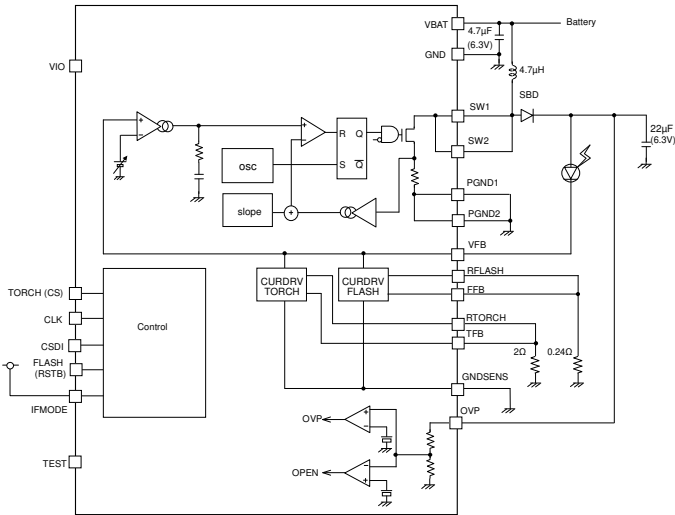 VBAT
Battery
4.7µF
(6.3V)
GND
VIO
4.7µH
SBD
SW1
22µF
(6.3V)
SW2
R Q
S Q
osc
slope
PGND1
PGND2
VFB
CURDRV
TORCH
CURDRV
FLASH
RFLASH
FFB
RTORCH
TFB
2Ω
0.24Ω
TORCH (CS)
CLK
CSDI
FLASH
(RSTB)
IFMODE
Control
GNDSENS
OVP
OVP
OPEN
TEST